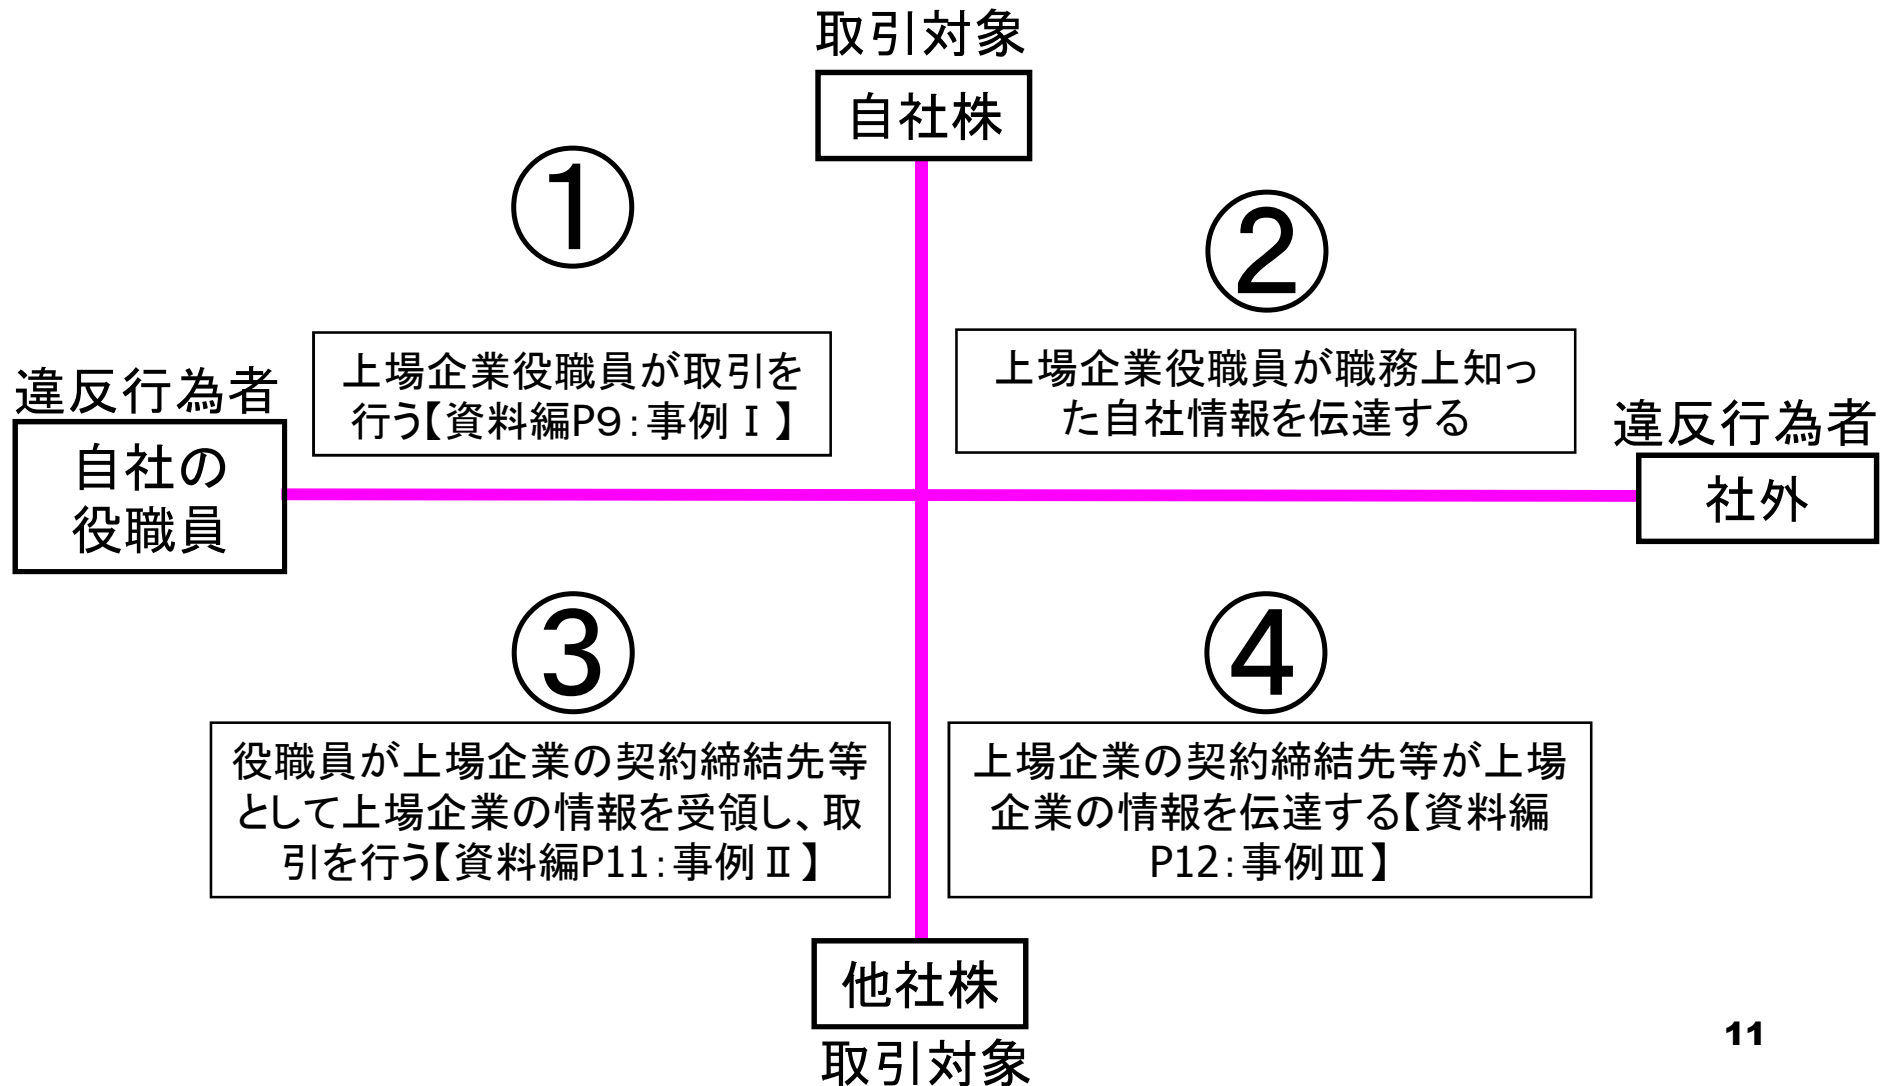 取引対象
自社株
①
②
上場企業役職員が取引を
行う【資料編P9：事例Ⅰ】
上場企業役職員が職務上知っ
た自社情報を伝達する
違反行為者
自社の
役職員
違反行為者
社外
③
④
役職員が上場企業の契約締結先等
として上場企業の情報を受領し、取
引を行う【資料編P11：事例Ⅱ】
上場企業の契約締結先等が上場
企業の情報を伝達する【資料編
P12：事例Ⅲ】
他社株
取引対象
11